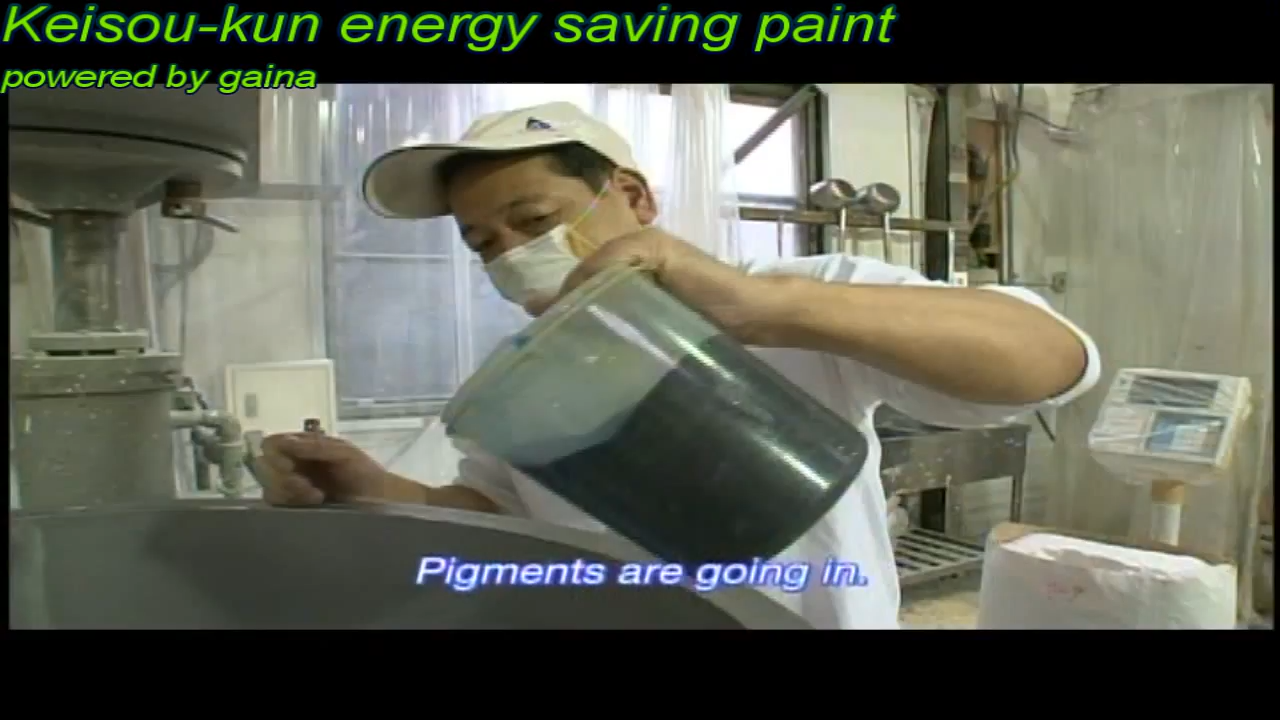 Keisou-kun energy saving paint
powered by gaina
Pigments are going in.